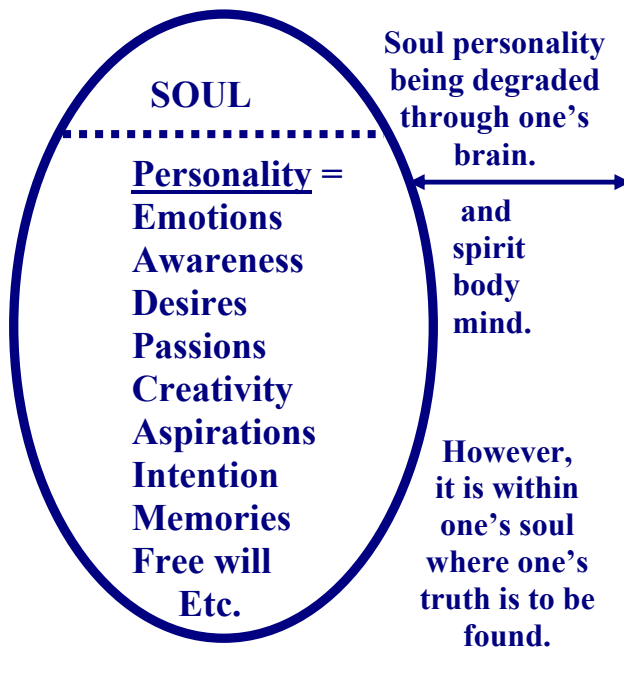 SOUL
Personality =
Emotions
Awareness
Desires
Passions
Creativity
Aspirations
Intention
Memories
Free will
Etc.
Soul personality
being degraded
through one’s
brain.
and
spirit
body
mind.
However,
it is within
one’s soul
where one’s
truth is to be
found.